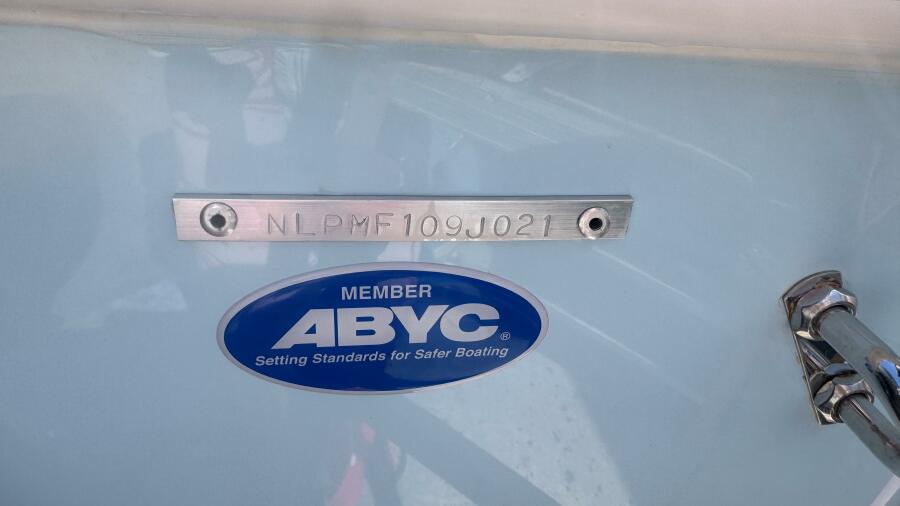 NLPMF109J021
MEMBER
ABYC®
Setting Standards for Safer Boating